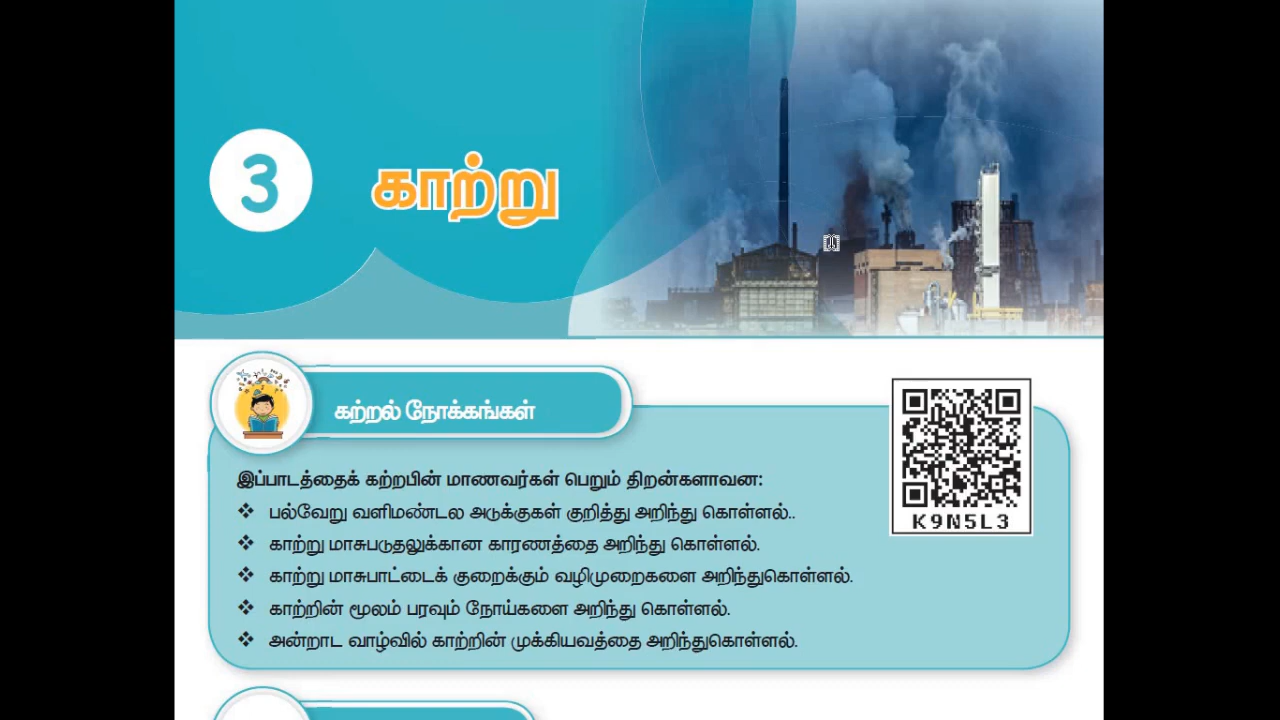 3
காற்று
கற்றல் நோக்கங்கள்
K9N5L3
இப்பாடத்தைக் கற்றபின் மாணவர்கள் பெறும் திறன்களாவன:
❖ பல்வேறு வளிமண்டல அடுக்குகள் குறித்து அறிந்து கொள்ளல்..
❖ காற்று மாசுபடுதலுக்கான காரணத்தை அறிந்து கொள்ளல்.
❖ காற்று மாசுபாட்டைக் குறைக்கும் வழிமுறைகளை அறிந்துகொள்ளல்.
❖ காற்றின் மூலம் பரவும் நோய்களை அறிந்து கொள்ளல்.
❖ அன்றாட வாழ்வில் காற்றின் முக்கியவத்தை அறிந்துகொள்ளல்.